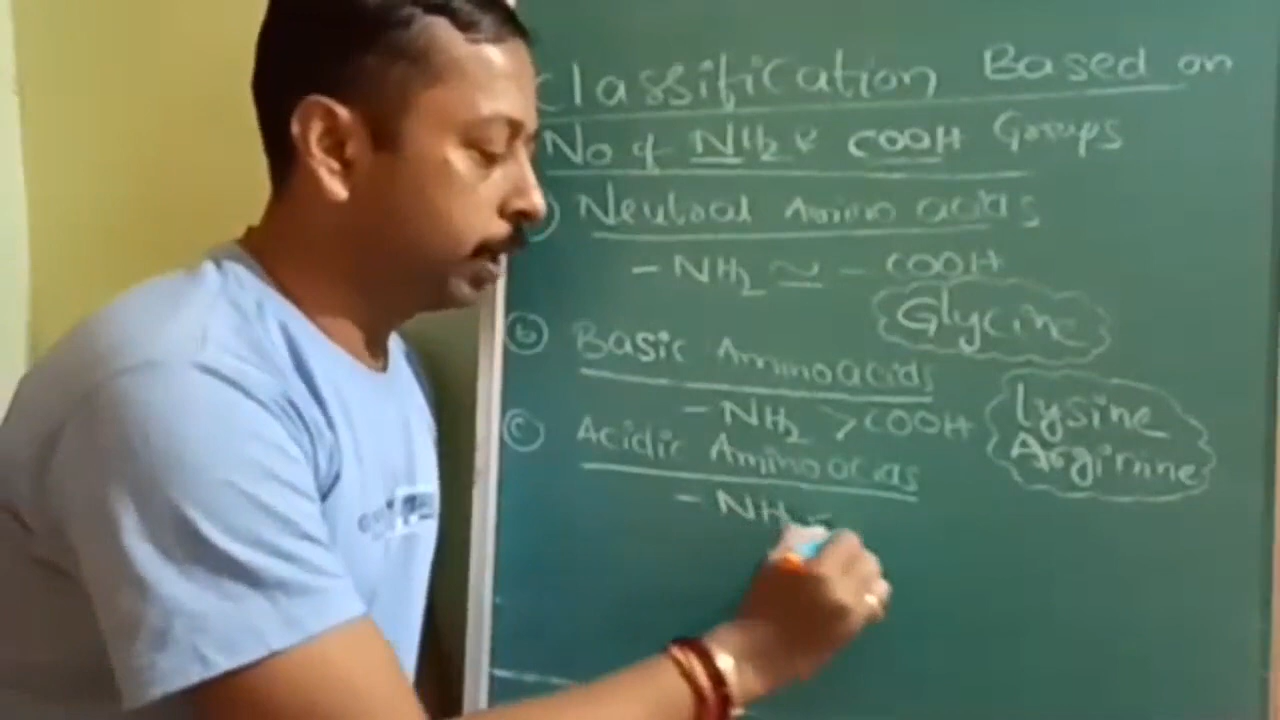 Classification Based on
No of NH2 & COOH Groups
) Neutral Amino acids
- NH2 ≃ - COOH
Glycine
(b) Basic Aminoacids
- NH2 > COOH
Lysine
Arginine
(c) Acidic Aminoacids
- NH2